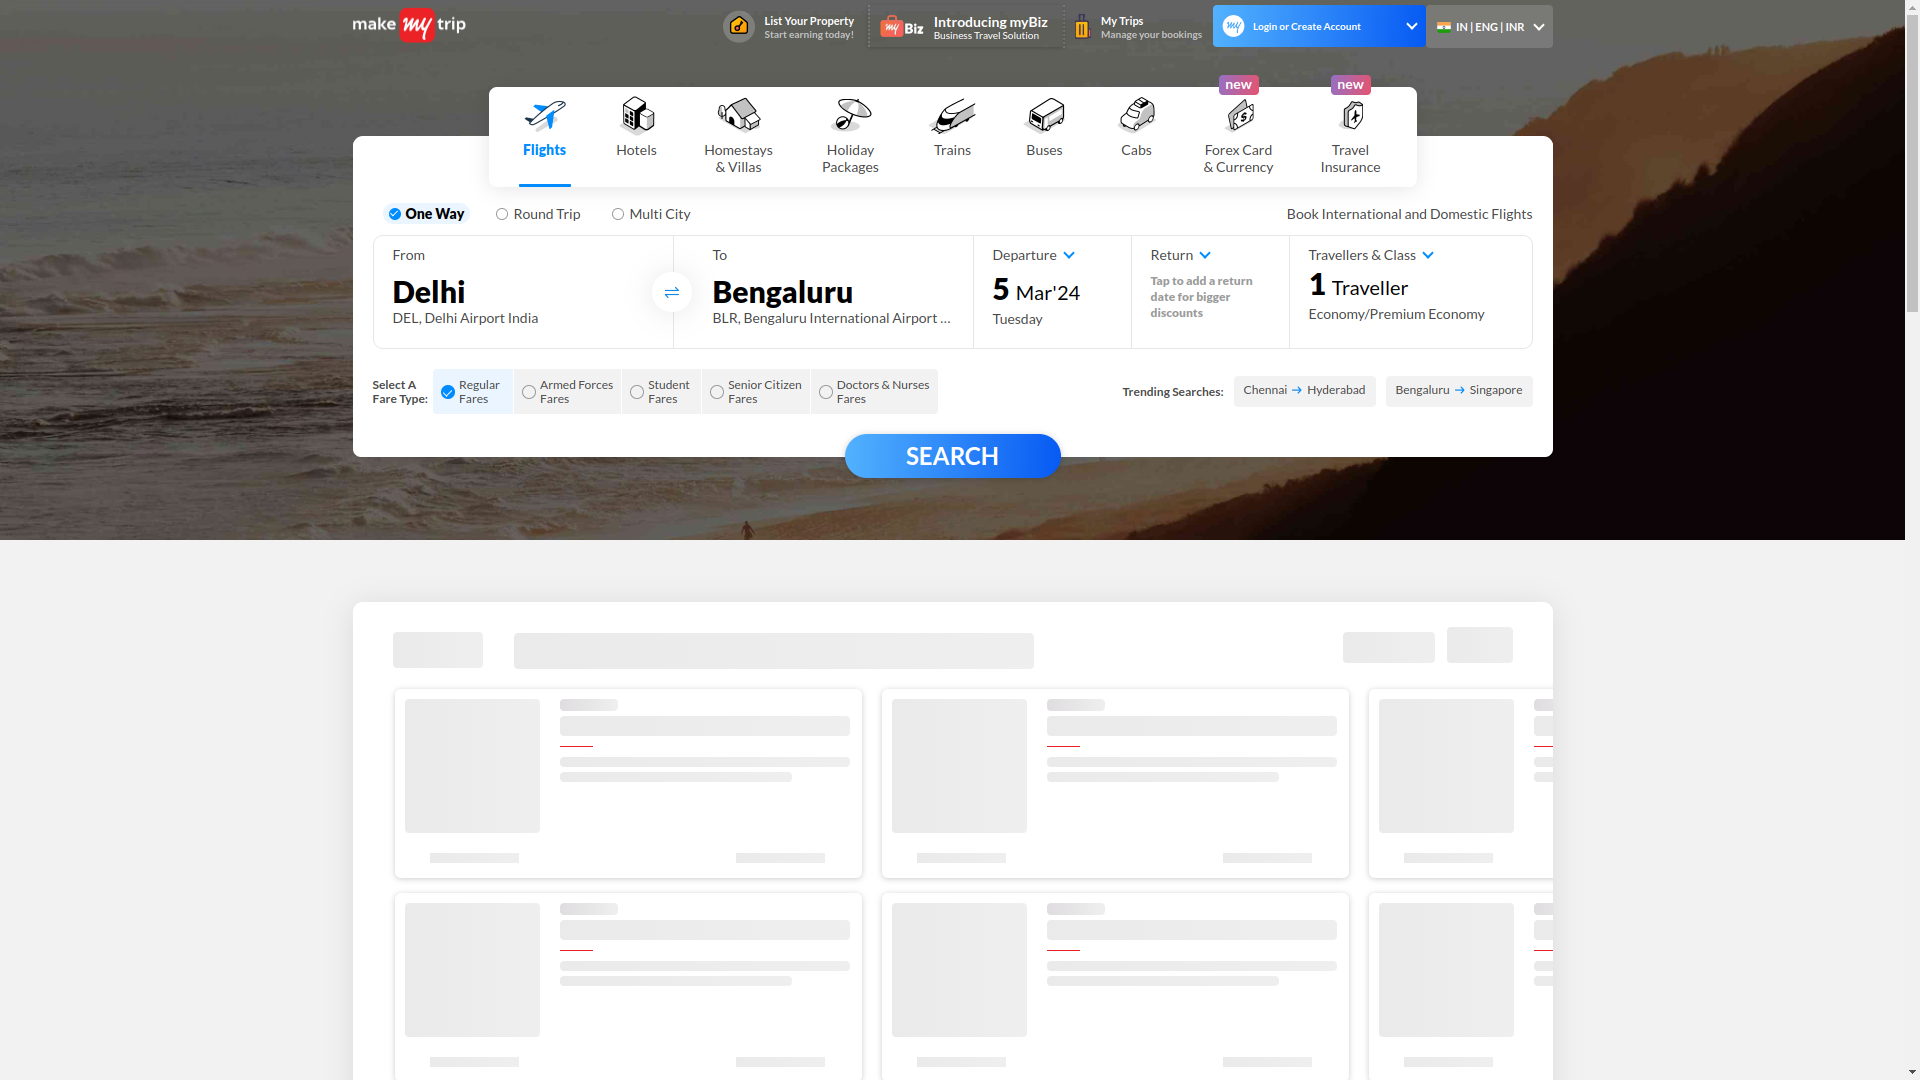 make my trip
List Your Property
Start earning today!
my Biz
Introducing myBiz
Business Travel Solution
My Trips
Manage your bookings
my
Login or Create Account
IN | ENG | INR
new
new
Flights
Hotels
Homestays
& Villas
Holiday
Packages
Trains
Buses
Cabs
Forex Card
& Currency
Travel
Insurance
One Way
Round Trip
Multi City
Book International and Domestic Flights
From
Delhi
DEL, Delhi Airport India
To
Bengaluru
BLR, Bengaluru International Airport ...
Departure
5 Mar'24
Tuesday
Return
Tap to add a return
date for bigger
discounts
Travellers & Class
1 Traveller
Economy/Premium Economy
Select A
Fare Type:
Regular
Fares
Armed Forces
Fares
Student
Fares
Senior Citizen
Fares
Doctors & Nurses
Fares
Trending Searches:
Chennai → Hyderabad
Bengaluru → Singapore
SEARCH